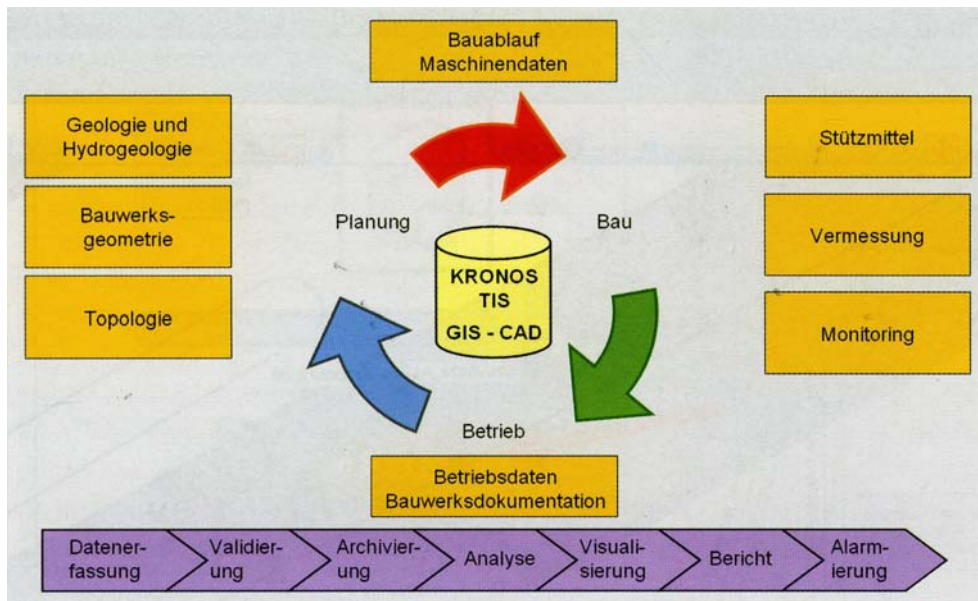 Bauablauf
Maschinendaten
Geologie und
Hydrogeologie
Bauwerks-
geometrie
Topologie
Stützmittel
Vermessung
Monitoring
Planung
Bau
KRONOS
TIS
GIS - CAD
Betrieb
Betriebsdaten
Bauwerksdokumentation
Datener-
fassung
Validier-
ung
Archivier-
ung
Analyse
Visuali-
sierung
Bericht
Alarm-
ierung